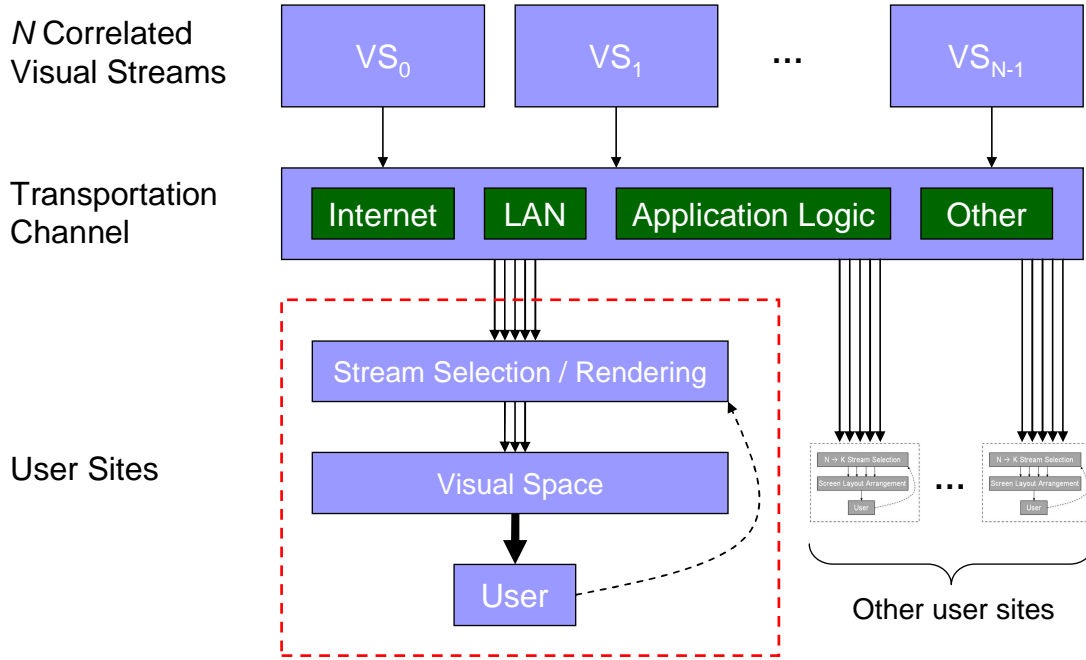 N Correlated
Visual Streams
VS0
VS1
...
VSN-1
Transportation
Channel
Internet
LAN
Application Logic
Other
User Sites
Stream Selection / Rendering
Visual Space
User
N → K Stream Selection
Screen Layout Arrangement
User
...
N → K Stream Selection
Screen Layout Arrangement
User
Other user sites